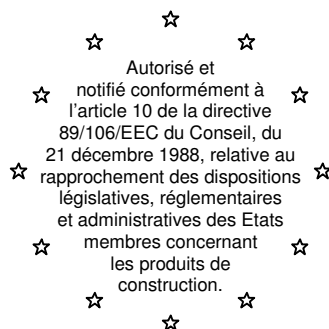 Autorisé et
notifié conformément à
l'article 10 de la directive
89/106/EEC du Conseil, du
21 décembre 1988, relative au
rapprochement des dispositions
législatives, réglementaires
et administratives des Etats
membres concernant
les produits de
construction.